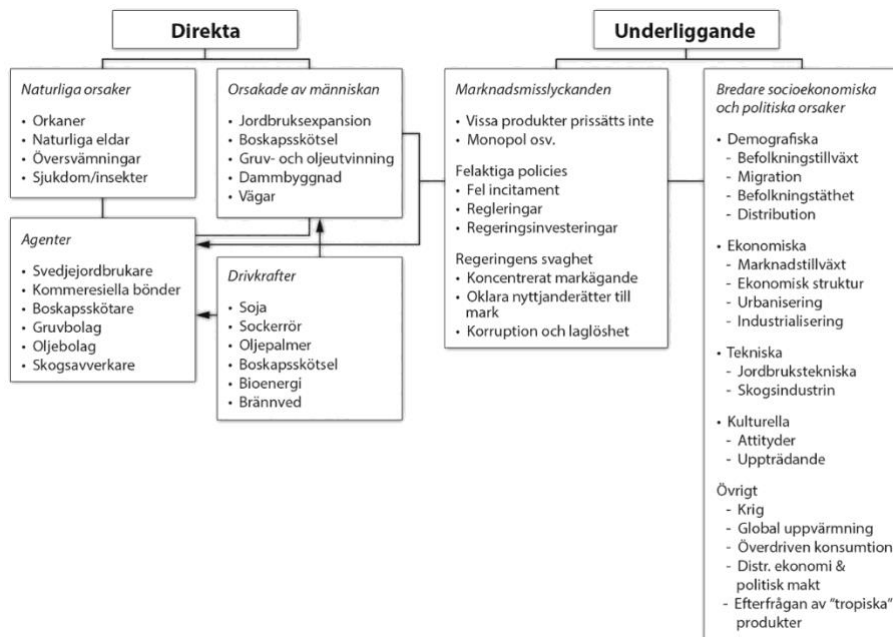 Direkta
Underliggande
Naturliga orsaker
• Orkaner
• Naturliga eldar
• Översvämningar
• Sjukdom/insekter
Orsakade av människan
• Jordbruksexpansion
• Boskapsskötsel
• Gruv- och oljeutvinning
• Dammbyggnad
• Vägar
Agenter
• Svedjejordbrukare
• Kommeresiella bönder
• Boskapsskötare
• Gruvbolag
• Oljebolag
• Skogsavverkare
Drivkrafter
• Soja
• Sockerrör
• Oljepalmer
• Boskapsskötsel
• Bioenergi
• Brännved
Marknadsmisslyckanden
• Vissa produkter prissätts inte
• Monopol osv.
Felaktiga policies
• Fel incitament
• Regleringar
• Regeringsinvesteringar
Regeringens svaghet
• Koncentrerat markägande
• Oklara nyttjanderätter till
mark
• Korruption och laglöshet
Bredare socioekonomiska
och politiska orsaker
• Demografiska
- Befolkningstillväxt
- Migration
- Befolkningstäthet
- Distribution
• Ekonomiska
- Marknadstillväxt
- Ekonomisk struktur
- Urbanisering
- Industrialisering
• Tekniska
- Jordbrukstekniska
- Skogsindustrin
• Kulturella
- Attityder
- Uppträdande
Övrigt
- Krig
- Global uppvärmning
- Överdriven konsumtion
- Distr. ekonomi &
politisk makt
- Efterfrågan av "tropiska"
produkter